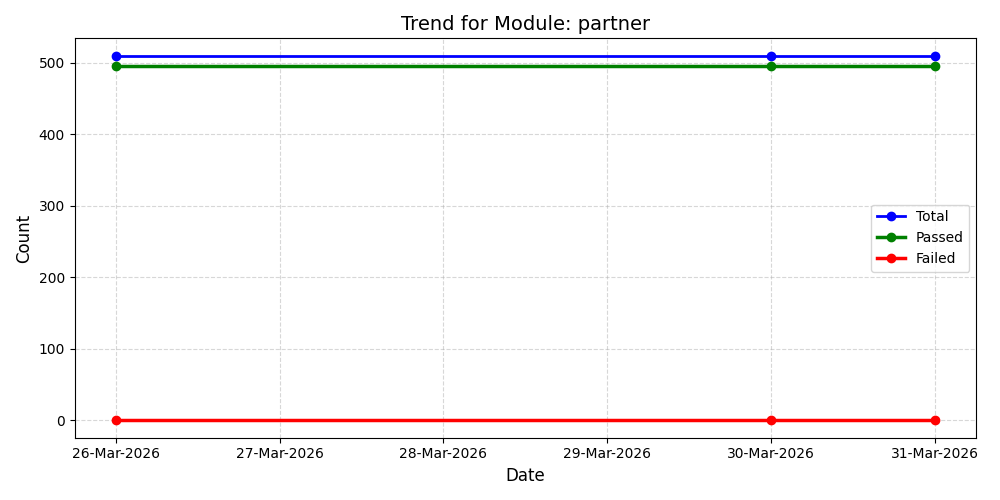 Trend for Module: partner
500
400
300
200
100
0
Count
Total
Passed
Failed
26-Mar-2026
27-Mar-2026
28-Mar-2026
29-Mar-2026
30-Mar-2026
31-Mar-2026
Date